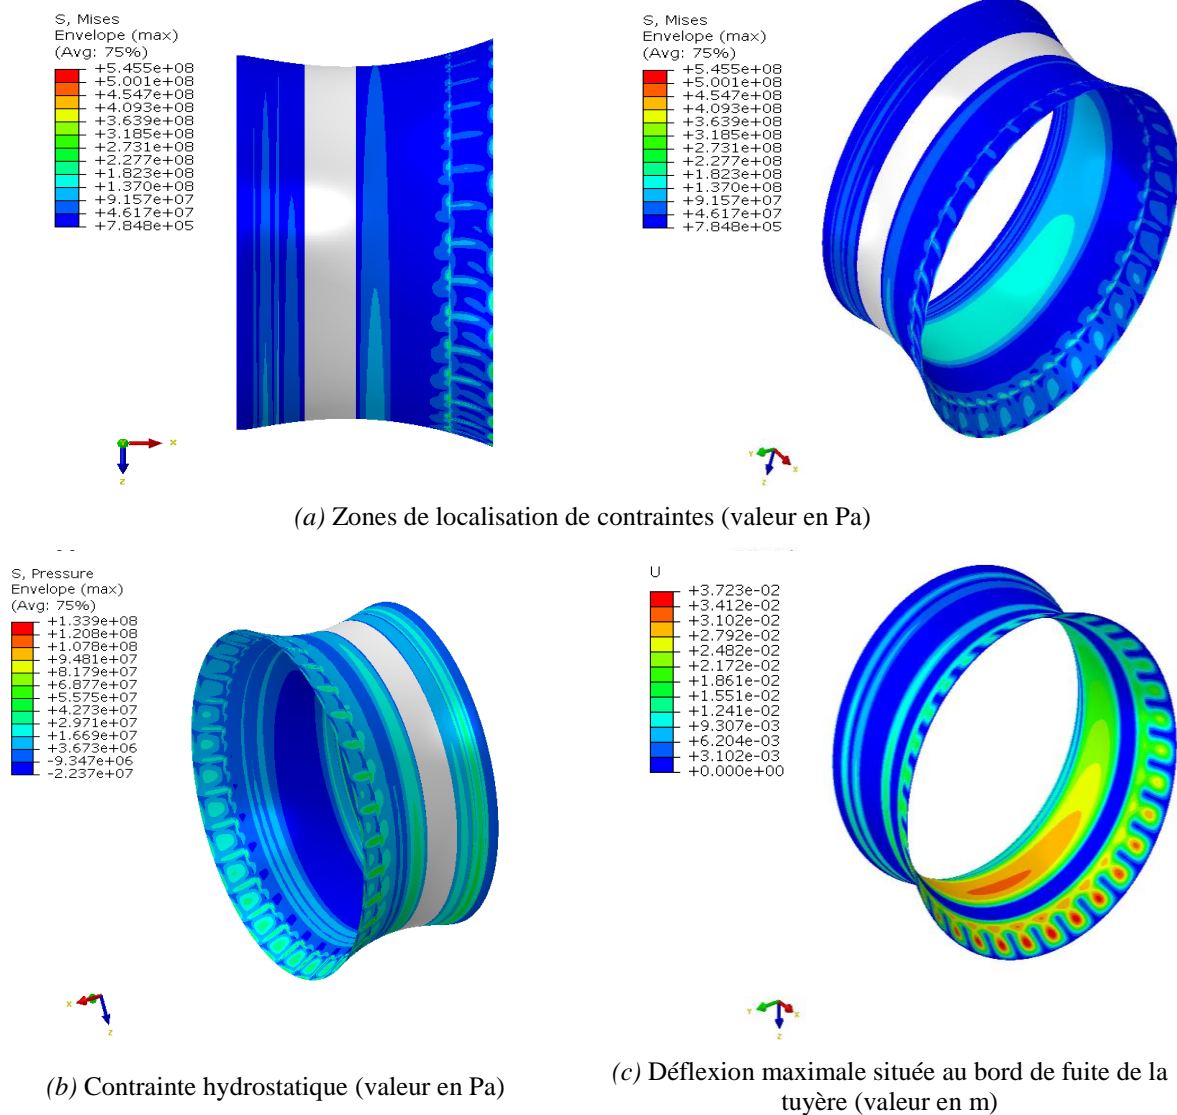 S, Mises
Envelope (max)
(Avg: 75%)
+5.455e+08
+5.001e+08
+4.547e+08
+4.093e+08
+3.639e+08
+3.185e+08
+2.731e+08
+2.277e+08
+1.823e+08
+1.370e+08
+9.157e+07
+4.617e+07
+7.848e+05
X
Z
S, Mises
Envelope (max)
(Avg: 75%)
+5.455e+08
+5.001e+08
+4.547e+08
+4.093e+08
+3.639e+08
+3.185e+08
+2.731e+08
+2.277e+08
+1.823e+08
+1.370e+08
+9.157e+07
+4.617e+07
+7.848e+05
Y
X
Z
(a) Zones de localisation de contraintes (valeur en Pa)
S, Pressure
Envelope (max)
(Avg: 75%)
+1.339e+08
+1.208e+08
+1.078e+08
+9.481e+07
+8.179e+07
+6.877e+07
+5.575e+07
+4.273e+07
+2.971e+07
+1.669e+07
+3.673e+06
-9.347e+06
-2.237e+07
X
Z
(b) Contrainte hydrostatique (valeur en Pa)
U
+3.723e-02
+3.412e-02
+3.102e-02
+2.792e-02
+2.482e-02
+2.172e-02
+1.861e-02
+1.551e-02
+1.241e-02
+9.307e-03
+6.204e-03
+3.102e-03
+0.000e+00
Y
X
Z
(c) Déflexion maximale située au bord de fuite de la
tuyère (valeur en m)